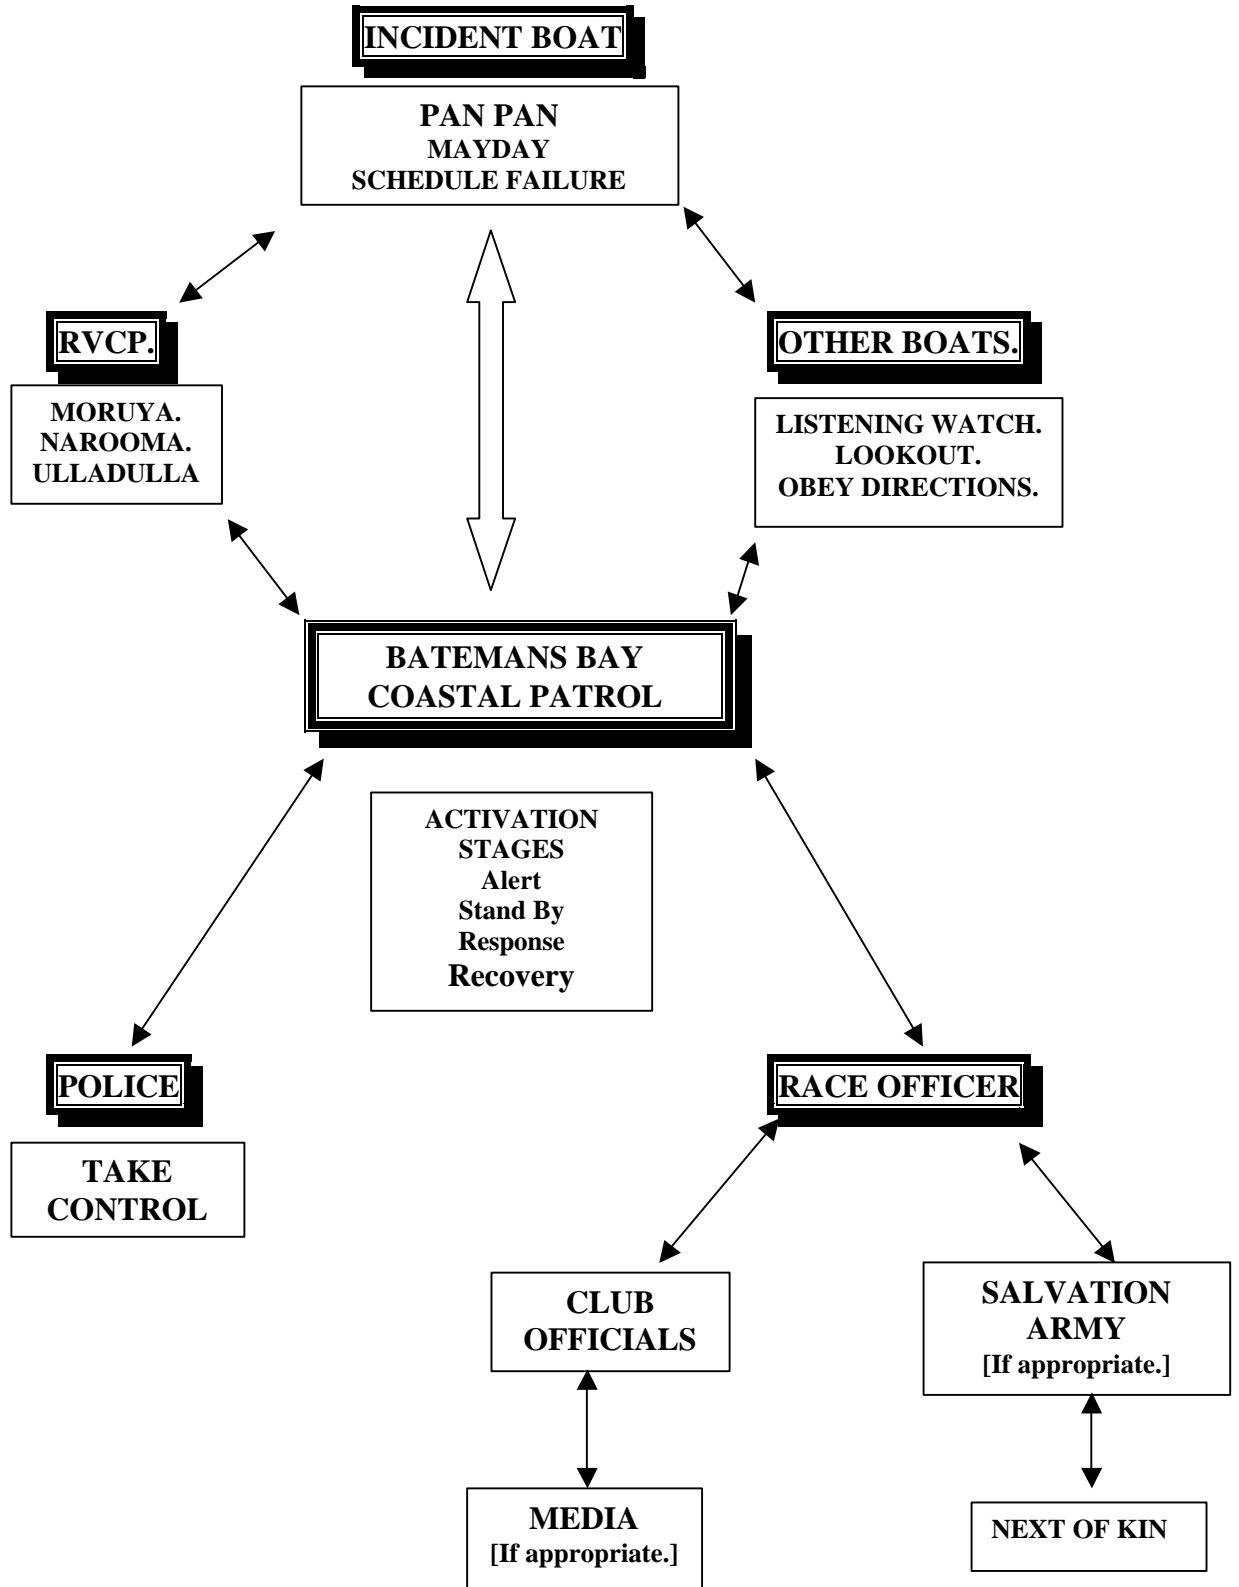 INCIDENT BOAT
PAN PAN
MAYDAY
SCHEDULE FAILURE
RVCP.
MORUYA.
NAROOMA.
ULLADULLA
OTHER BOATS.
LISTENING WATCH.
LOOKOUT.
OBEY DIRECTIONS.
BATEMANS BAY
COASTAL PATROL
ACTIVATION
STAGES
Alert
Stand By
Response
Recovery
POLICE
TAKE
CONTROL
RACE OFFICER
CLUB
OFFICIALS
SALVATION
ARMY
[If appropriate.]
MEDIA
[If appropriate.]
NEXT OF KIN